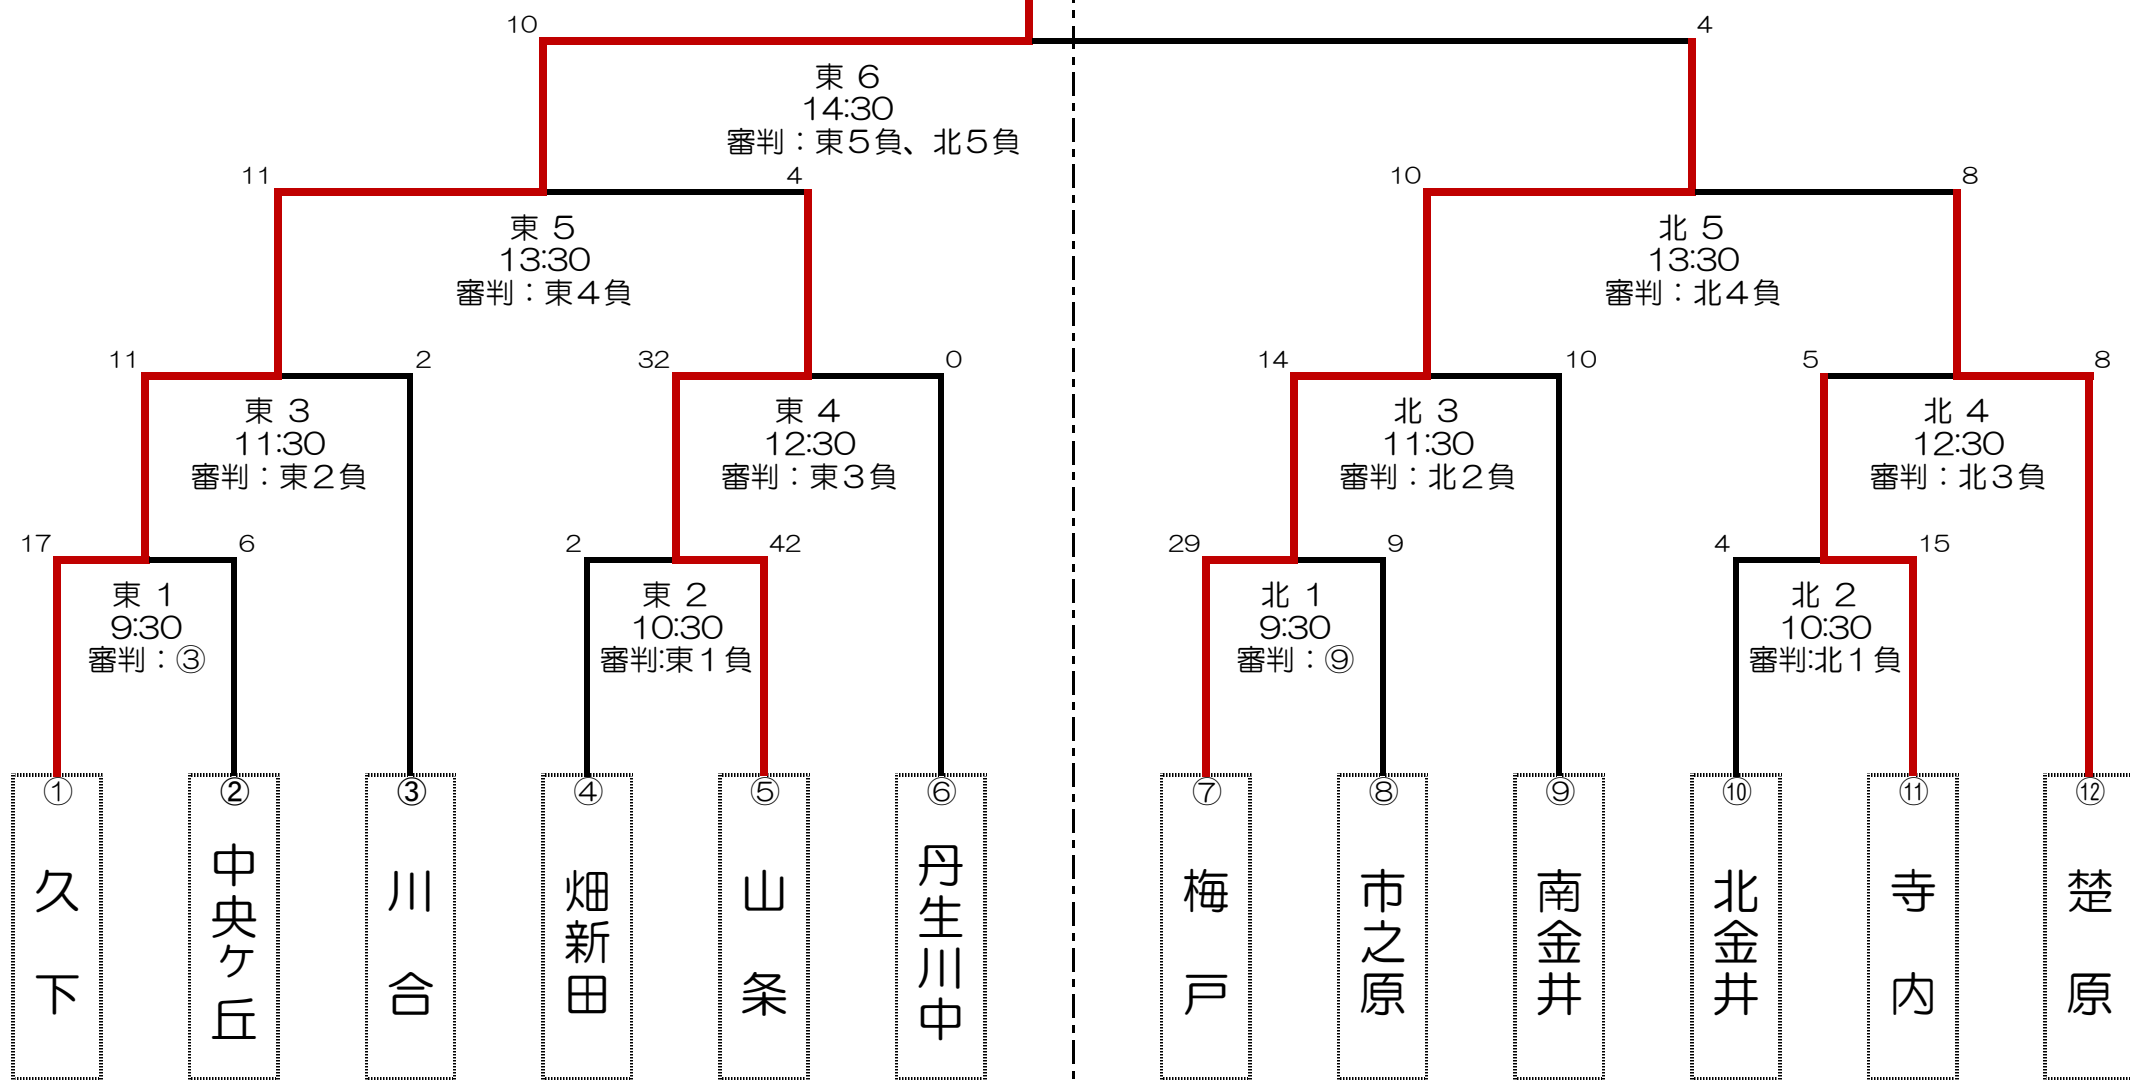 10
4
東 6
14:30
審判：東5負、北5負
11
4
10
8
東 5
13:30
審判：東4負
北 5
13:30
審判：北4負
11
2
32
0
14
10
5
8
東 3
11:30
審判：東2負
東 4
12:30
審判：東3負
北 3
11:30
審判：北2負
北 4
12:30
審判：北3負
17
6
2
42
29
9
4
15
東 1
9:30
審判：③
東 2
10:30
審判:東1負
北 1
9:30
審判：⑨
北 2
10:30
審判:北1負
①
久下
②
中央ケ丘
③
川合
④
畑新田
⑤
山条
⑥
丹生川中
⑦
梅戸
⑧
市之原
⑨
南金井
⑩
北金井
⑪
寺内
⑫
楚原